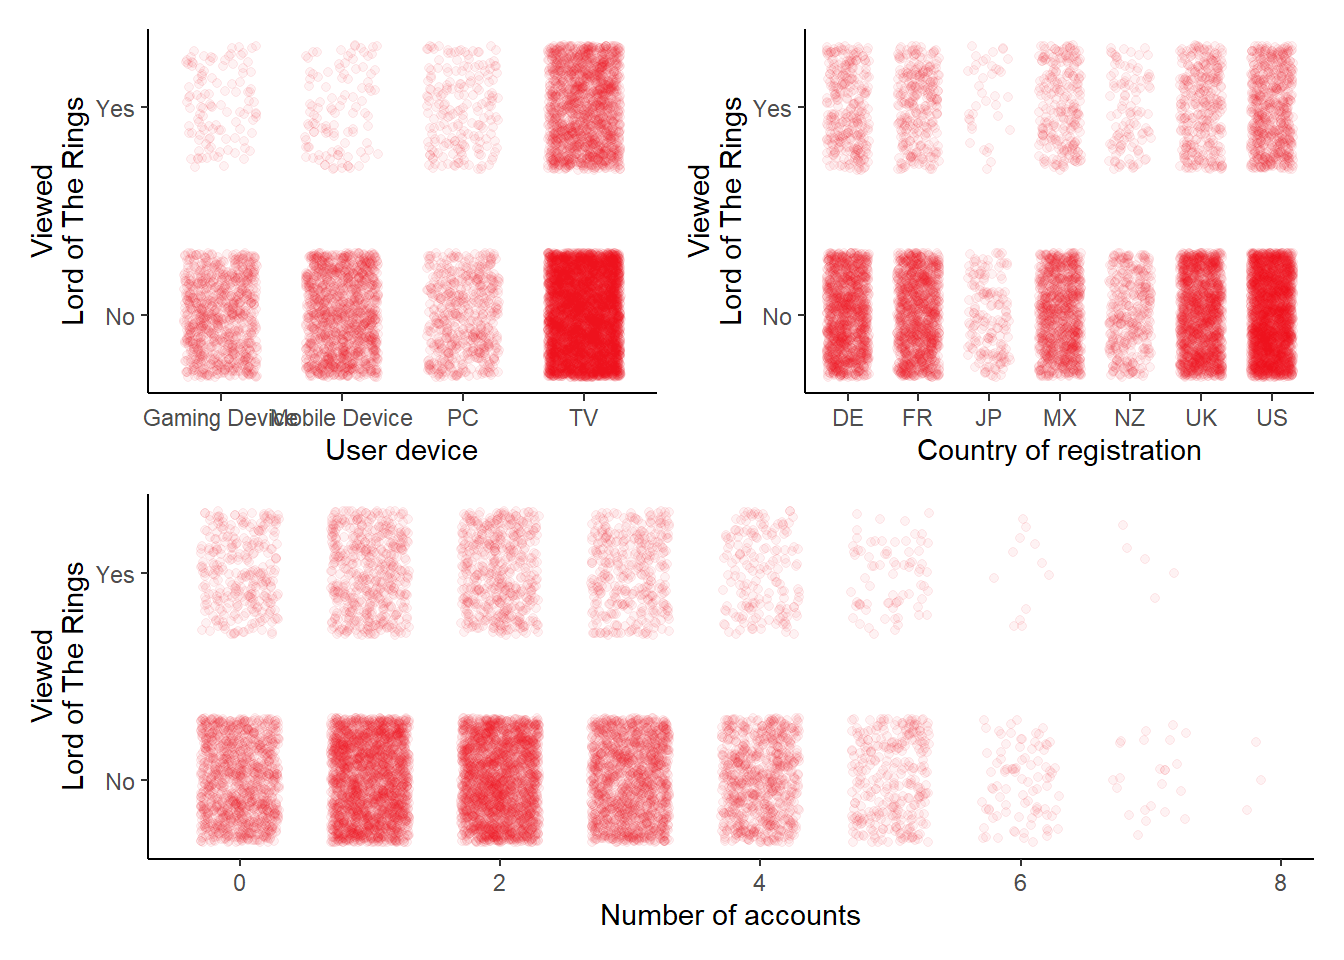 Viewed
Lord of The Rings
Yes
No
Gaming Device Mobile Device PC TV
User device
Viewed
Lord of The Rings
Yes
No
DE FR JP MX NZ UK US
Country of registration
Viewed
Lord of The Rings
Yes
No
0 2 4 6 8
Number of accounts